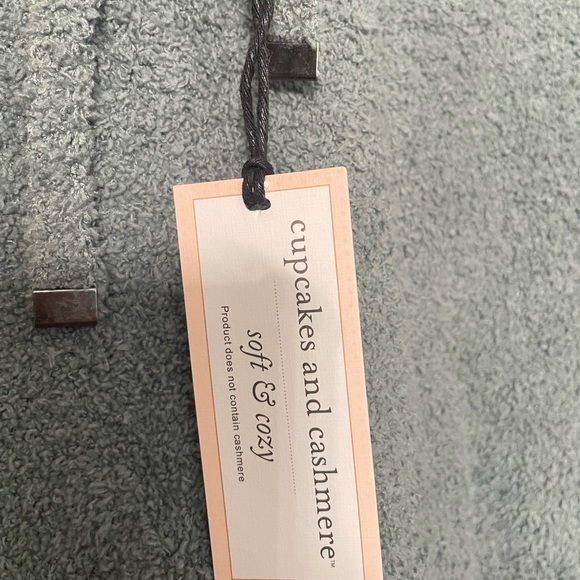 cupcakes and cashmere™
soft & cozy
Product does not contain cashmere